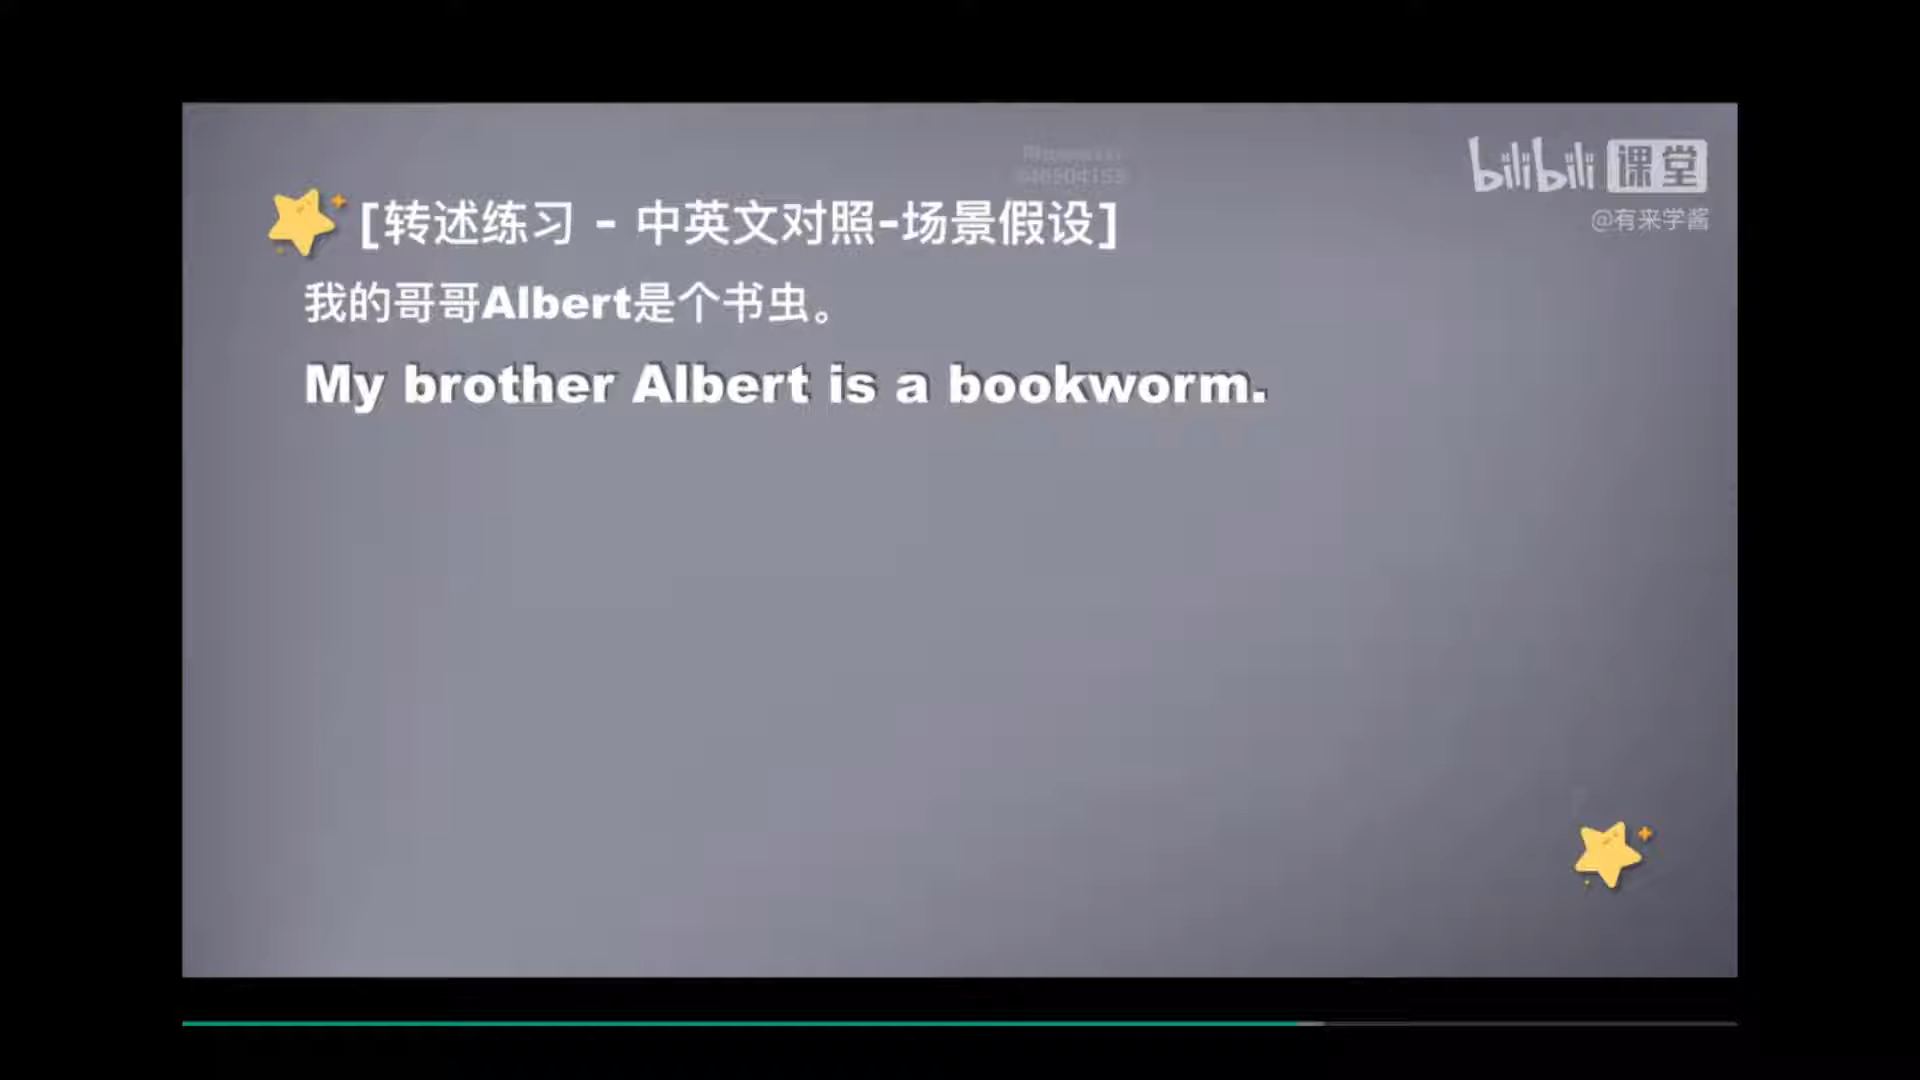 bilibili 课堂
@有来学酱
[转述练习 - 中英文对照-场景假设]
我的哥哥Albert是个书虫。
My brother Albert is a bookworm.